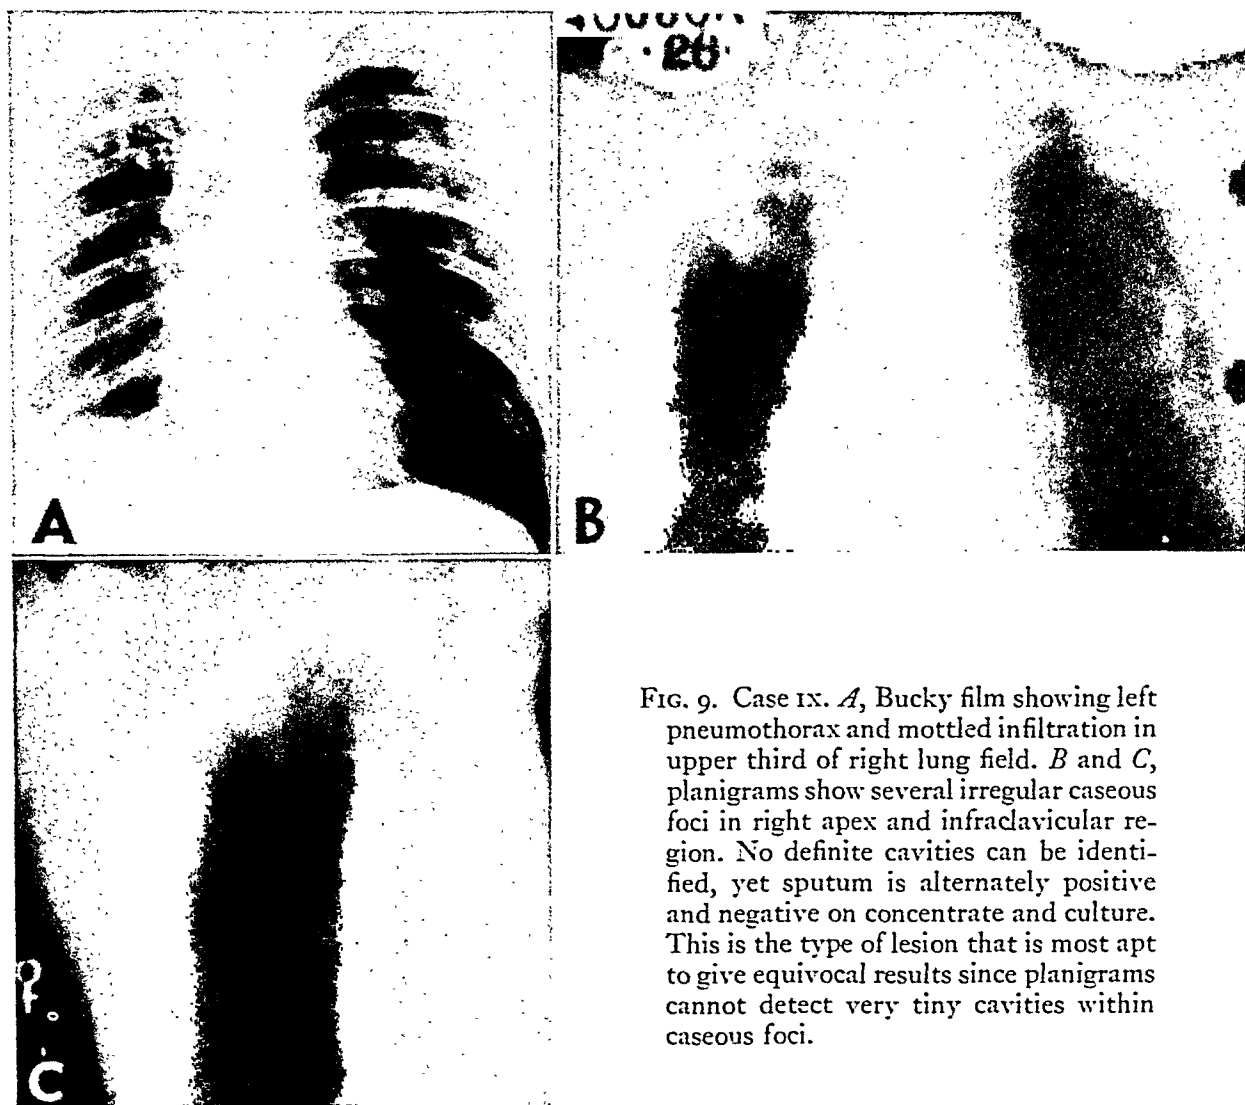 A
B
C
FIG. 9. Case IX. A, Bucky film showing left
pneumothorax and mottled infiltration in
upper third of right lung field. B and C,
planigrams show several irregular caseous
foci in right apex and infraclavicular re-
gion. No definite cavities can be identi-
fied, yet sputum is alternately positive
and negative on concentrate and culture.
This is the type of lesion that is most apt
to give equivocal results since planigrams
cannot detect very tiny cavities within
caseous foci.